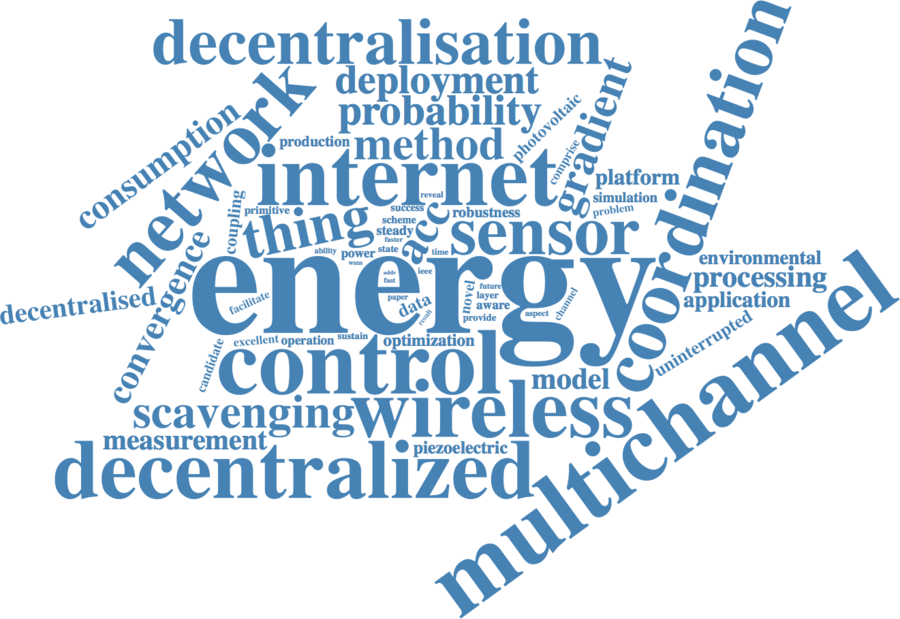 decentralisation
deployment
probability
coordination
network
consumption
production
method
photovoltaic
comprise
gradient
internet
platform
simulation
problem
coupling
primitive
reveal
success
scheme
robustness
thing
steady
faster
acc
sensor
convergence
ability
power
state
time
wsns
energy
environmental
processing
application
decentralised
facilitate
adde
fast
ieee
paper
data
result
novel
future
layer
aware
provide
aspect
channel
uninterrupted
candidate
excellent
operation
sustain
optimization
control
model
multichannel
scavenging
wireless
measurement
piezoelectric
decentralized